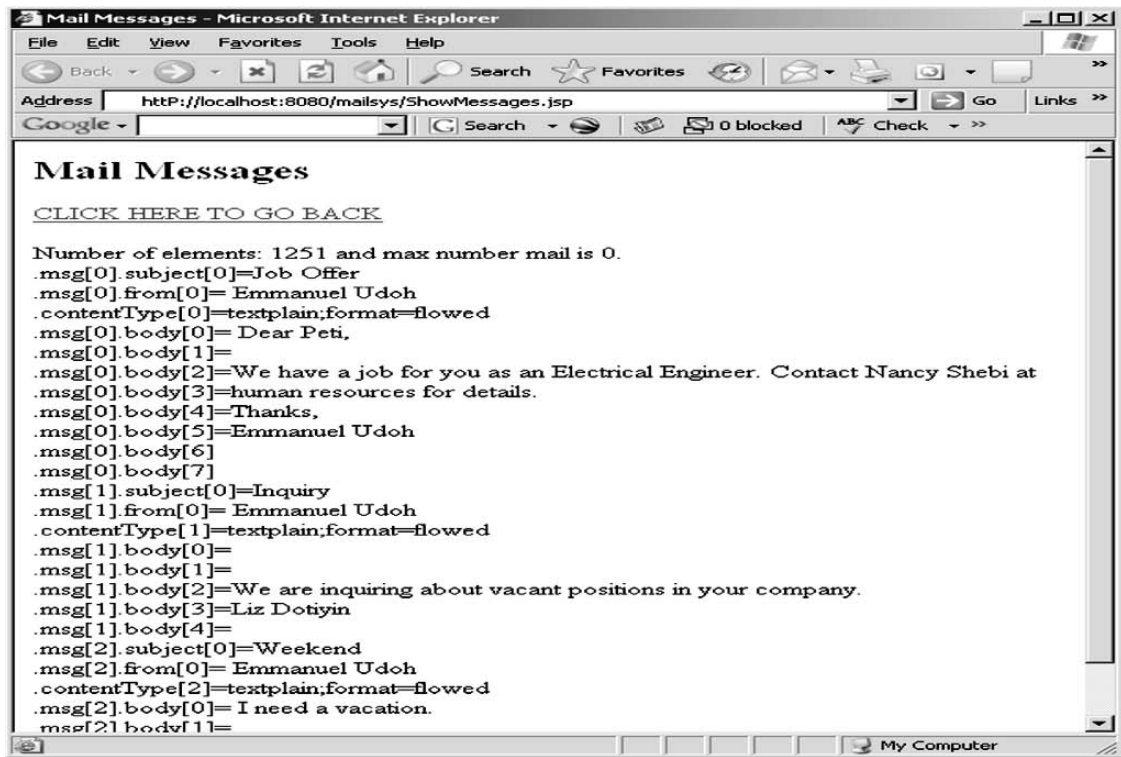 Mail Messages - Microsoft Internet Explorer
File Edit View Favorites Tools Help
Back Search Favorites »
Address httP://localhost:8080/mailsys/ShowMessages.jsp Go Links »
Google - Search 0 blocked ABC Check »
Mail Messages
CLICK HERE TO GO BACK
Number of elements: 1251 and max number mail is 0.
.msg[0].subject[0]=Job Offer
.msg[0].from[0]= Emmanuel Udoh
.contentType[0]=textplain;format=flowed
.msg[0].body[0]= Dear Peti,
.msg[0].body[1]=
.msg[0].body[2]=We have a job for you as an Electrical Engineer. Contact Nancy Shebi at
.msg[0].body[3]=human resources for details.
.msg[0].body[4]=Thanks,
.msg[0].body[5]=Emmanuel Udoh
.msg[0].body[6]
.msg[0].body[7]
.msg[1].subject[0]=Inquiry
.msg[1].from[0]= Emmanuel Udoh
.contentType[1]=textplain;format=flowed
.msg[1].body[0]=
.msg[1].body[1]=
.msg[1].body[2]=We are inquiring about vacant positions in your company.
.msg[1].body[3]=Liz Dotiyin
.msg[1].body[4]=
.msg[2].subject[0]=Weekend
.msg[2].from[0]= Emmanuel Udoh
.contentType[2]=textplain;format=flowed
.msg[2].body[0]= I need a vacation.
.msg[2].body[1]=
My Computer